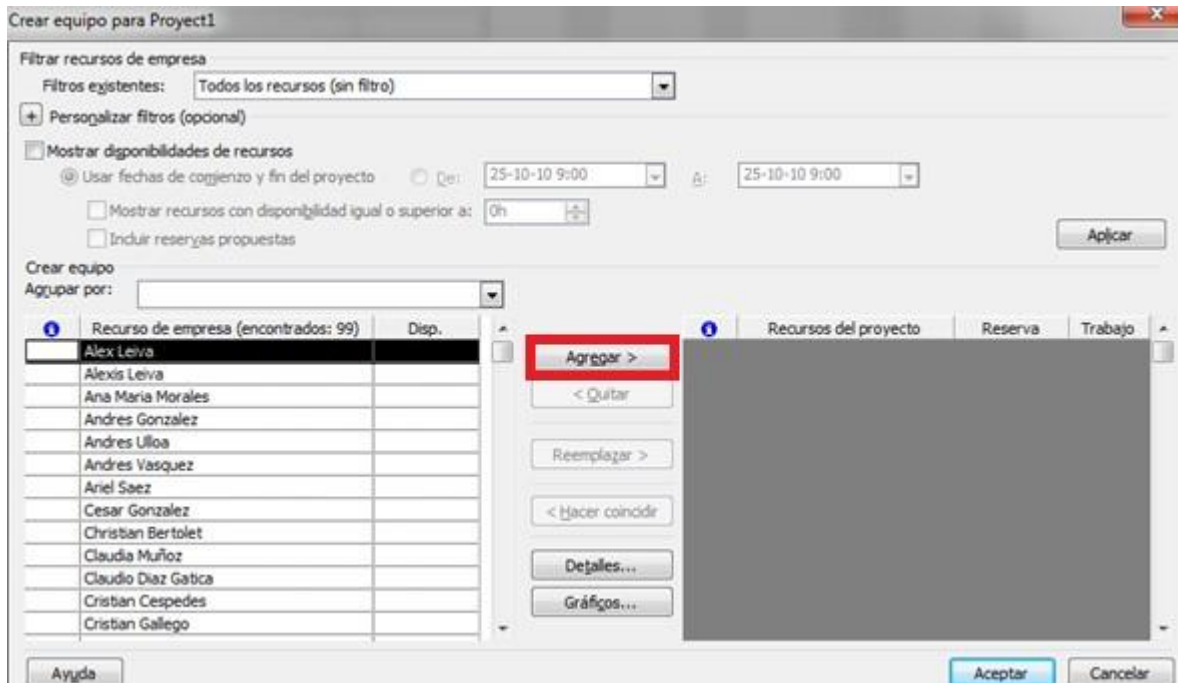 Crear equipo para Proyect1
Filtrar recursos de empresa
Filtros existentes: Todos los recursos (sin filtro)
+ Personalizar filtros (opcional)
Mostrar disponibilidades de recursos
Usar fechas de comienzo y fin del proyecto De: 25-10-10 9:00 A: 25-10-10 9:00
Mostrar recursos con disponibilidad igual o superior a: 0h
Incluir reservas propuestas
Aplicar
Crear equipo
Agrupar por:
Recurso de empresa (encontrados: 99) Disp.
Alex Leiva
Alexis Leiva
Ana Maria Morales
Andres Gonzalez
Andres Ulloa
Andres Vasquez
Ariel Saez
Cesar Gonzalez
Christian Bertolet
Claudia Muñoz
Claudio Diaz Gatica
Cristian Cespedes
Cristian Gallego
Agregar >
< Quitar
Reemplazar >
< Hacer coincidir
Detalles...
Gráficos...
Recursos del proyecto Reserva Trabajo
Ayuda Aceptar Cancelar